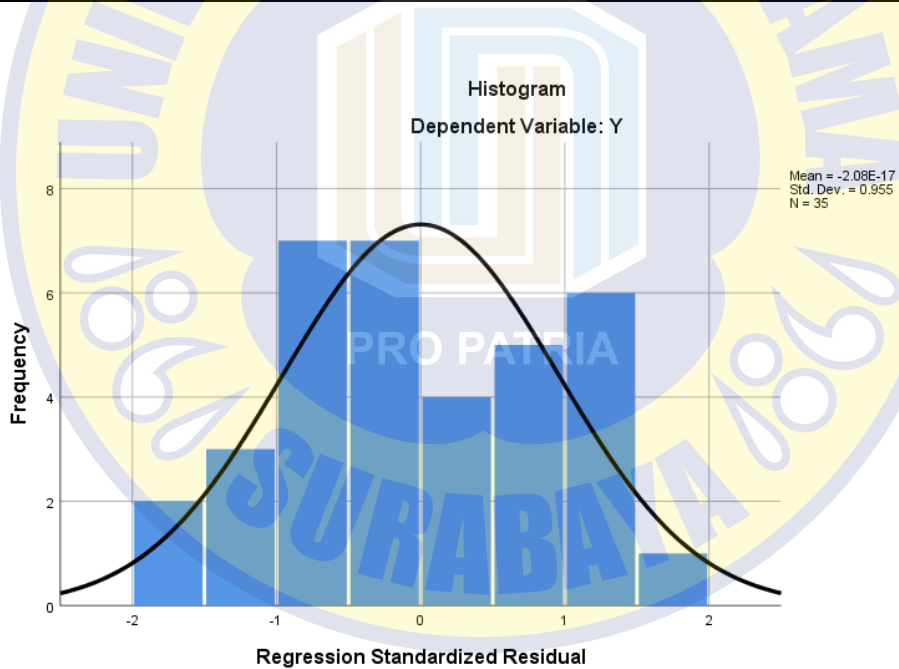 Histogram
Dependent Variable: Y
Mean = -2.08E-17
Std. Dev. = 0.955
N = 35
Frequency
8
6
4
2
0
-2
-1
0
1
2
Regression Standardized Residual
PRO PATRIA
SURABAYA